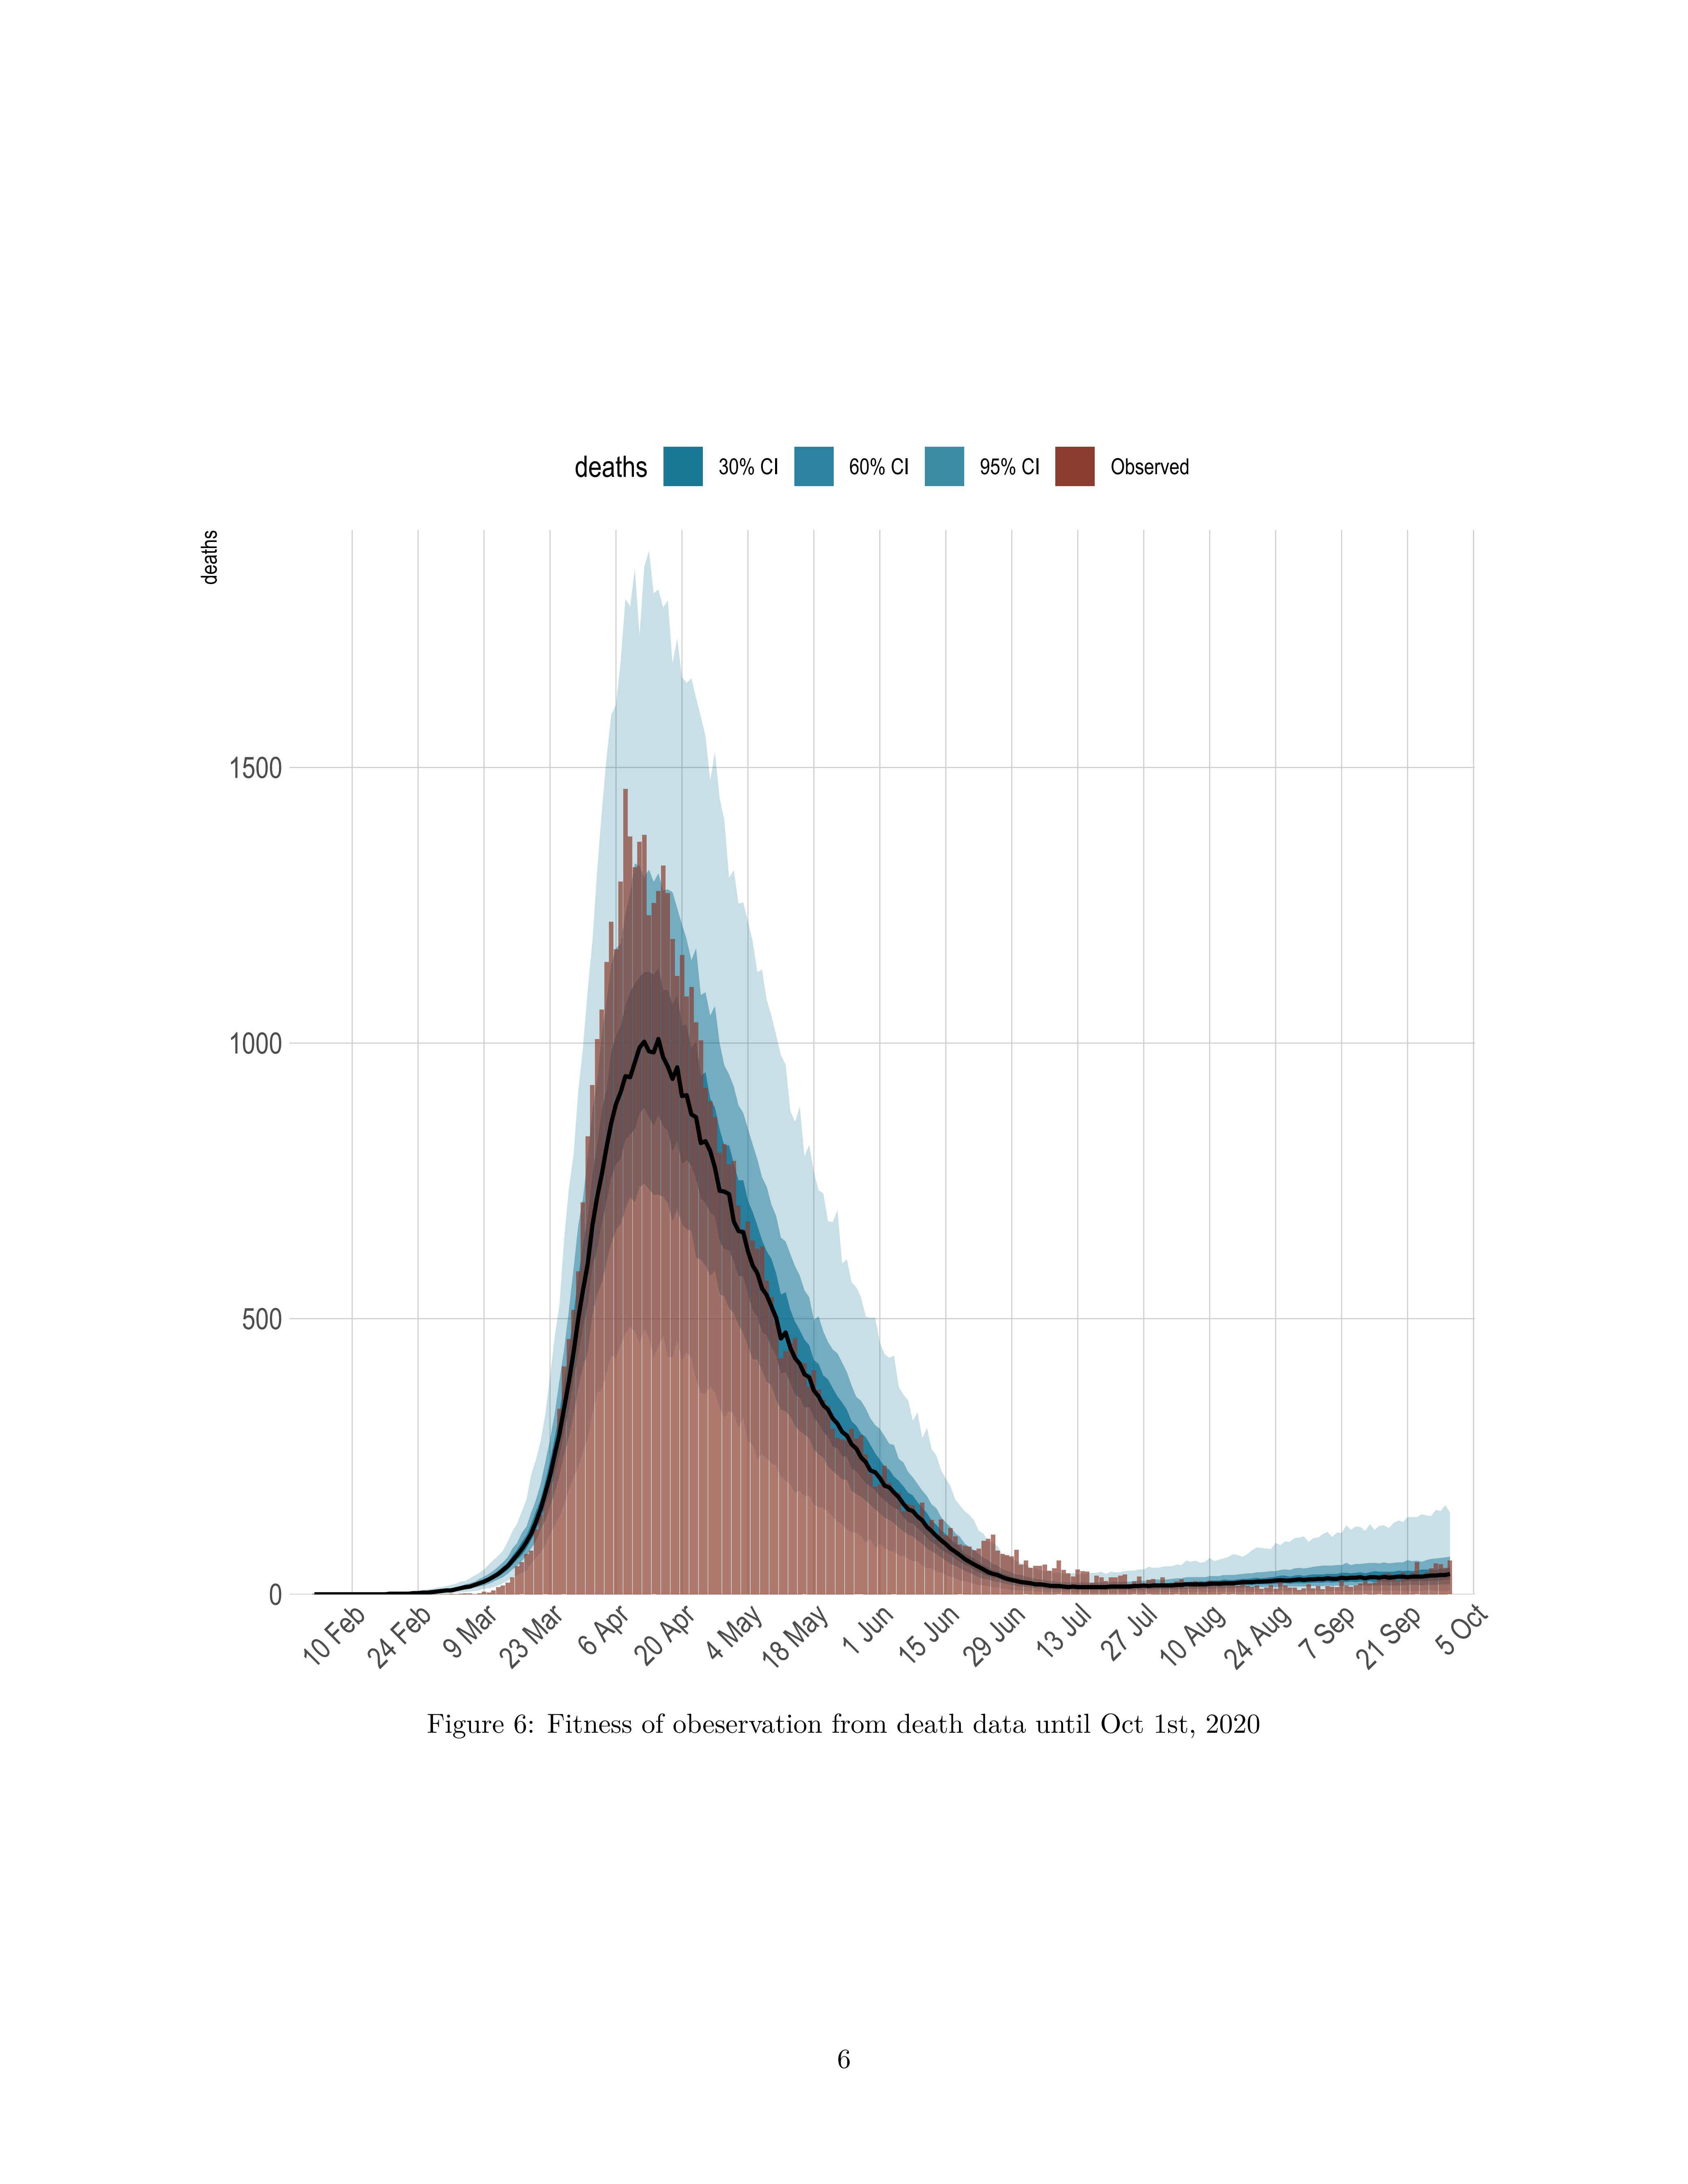 deaths 30% CI 60% CI 95% CI Observed
deaths
1500
1000
500
0
10 Feb 24 Feb 9 Mar 23 Mar 6 Apr 20 Apr 4 May 18 May 1 Jun 15 Jun 29 Jun 13 Jul 27 Jul 10 Aug 24 Aug 7 Sep 21 Sep 5 Oct
Figure 6: Fitness of obeservation from death data until Oct 1st, 2020
6